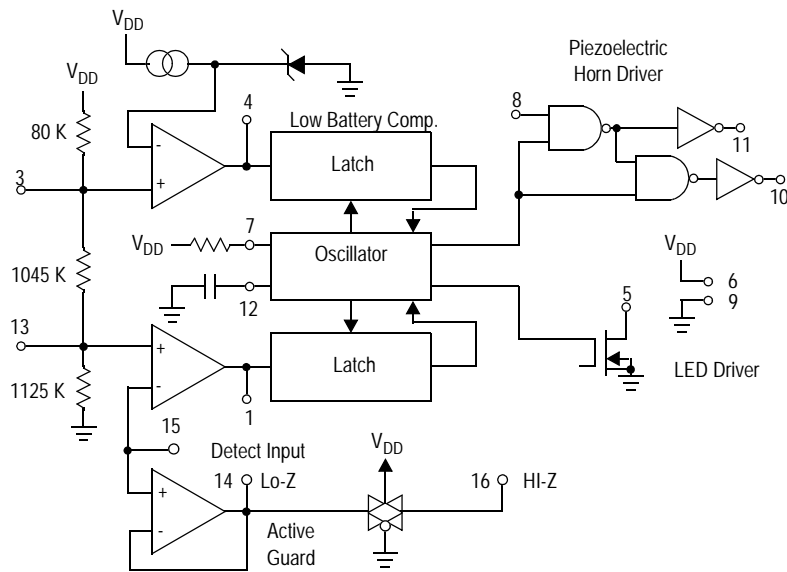 VDD
Piezoelectric
Horn Driver
VDD
4
8
Low Battery Comp.
80 K
-
Latch
11
3
+
10
7
VDD
Oscillator
VDD
1045 K
6
12
5
9
13
+
Latch
LED Driver
1125 K
-
1
15
VDD
Detect Input
14
Lo-Z
16
HI-Z
+
-
Active
Guard